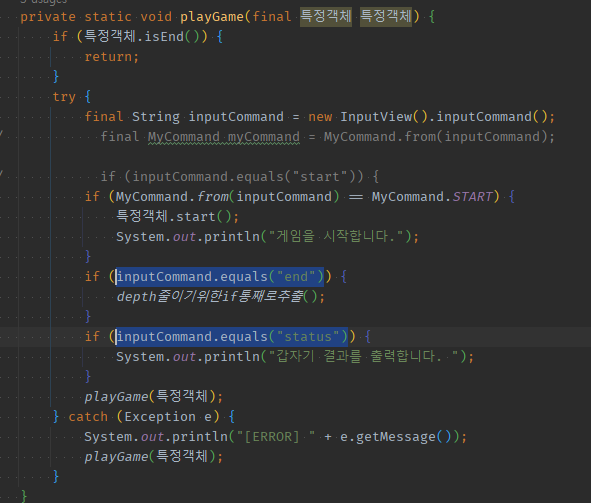 private static void playGame(final 특정객체 특정객체) {
if (특정객체.isEnd()) {
return;
}
try {
final String inputCommand = new InputView().inputCommand();
final MyCommand myCommand = MyCommand.from(inputCommand);
if (inputCommand.equals("start")) {
if (MyCommand.from(inputCommand) == MyCommand.START) {
특정객체.start();
System.out.println("게임을 시작합니다.");
}
if (inputCommand.equals("end")) {
depth줄이기위한if통째로추출();
}
if (inputCommand.equals("status")) {
System.out.println("갑자기 결과를 출력합니다. ");
}
playGame(특정객체);
} catch (Exception e) {
System.out.println("[ERROR] " + e.getMessage());
playGame(특정객체);
}
}